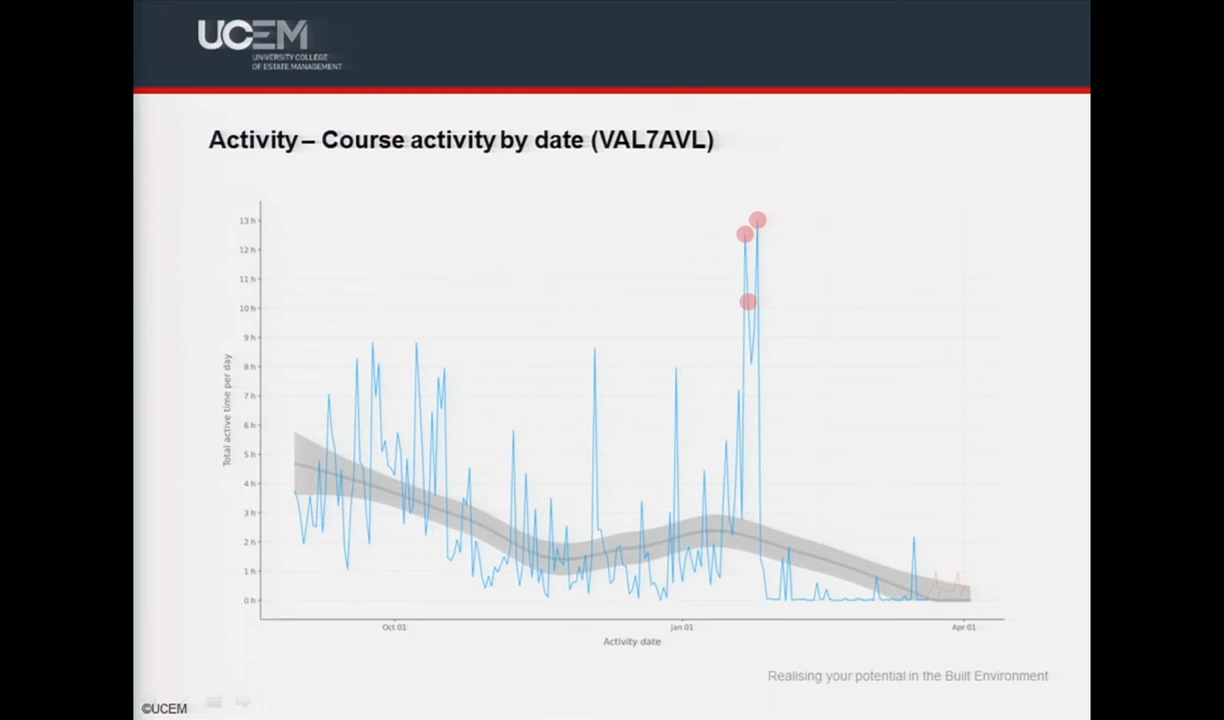 UCEM
UNIVERSITY COLLEGE
OF ESTATE MANAGEMENT
Activity – Course activity by date (VAL7AVL)
13 h
12 h
11 h
10 h
9 h
8 h
7 h
6 h
5 h
4 h
3 h
2 h
1 h
0 h
Total active time per day
Oct 01
Jan 01
Apr 01
Activity date
Realising your potential in the Built Environment
©UCEM